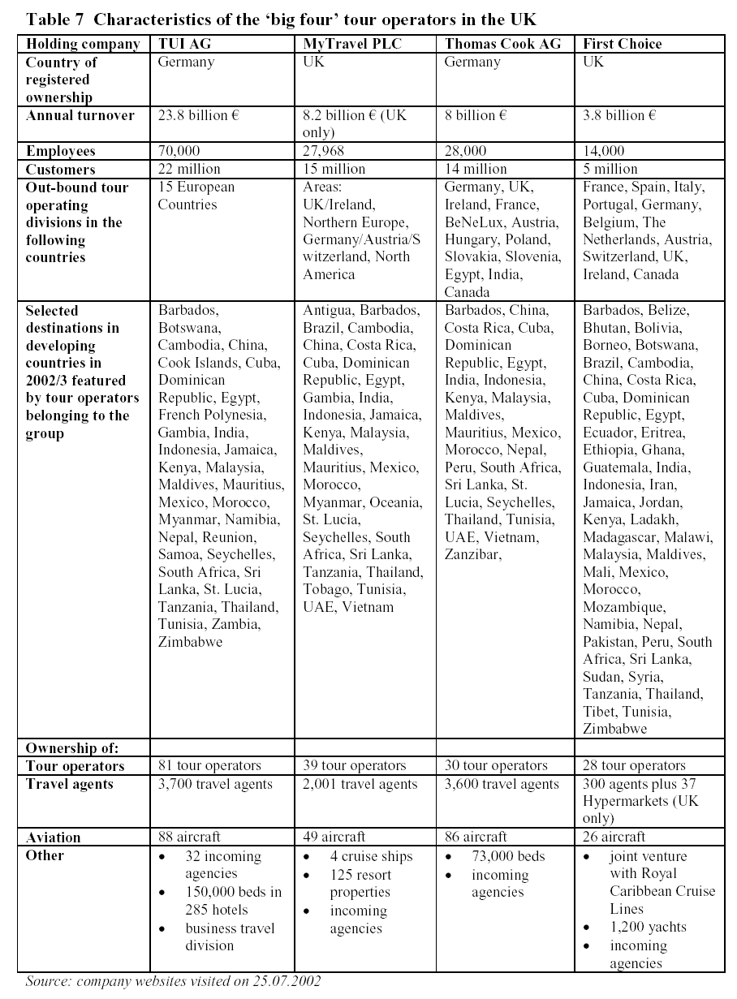 Table 7  Characteristics of the ‘big four’ tour operators in the UK
Holding company TUI AG MyTravel PLC Thomas Cook AG First Choice
Country of registered ownership Germany UK Germany UK
Annual turnover 23.8 billion € 8.2 billion € (UK only) 8 billion € 3.8 billion €
Employees 70,000 27,968 28,000 14,000
Customers 22 million 15 million 14 million 5 million
Out-bound tour
operating
divisions in the
following
countries
15 European
Countries
Areas:
UK/Ireland,
Northern Europe,
Germany/Austria/S
witzerland, North
America
Germany, UK,
Ireland, France,
BeNeLux, Austria,
Hungary, Poland,
Slovakia, Slovenia,
Egypt, India,
Canada
France, Spain, Italy,
Portugal, Germany,
Belgium, The
Netherlands, Austria,
Switzerland, UK,
Ireland, Canada
Selected
destinations in
developing
countries in
2002/3 featured
by tour operators
belonging to the
group
Barbados,
Botswana,
Cambodia, China,
Cook Islands, Cuba,
Dominican
Republic, Egypt,
French Polynesia,
Gambia, India,
Indonesia, Jamaica,
Kenya, Malaysia,
Maldives, Mauritius,
Mexico, Morocco,
Myanmar, Namibia,
Nepal, Reunion,
Samoa, Seychelles,
South Africa, Sri
Lanka, St. Lucia,
Tanzania, Thailand,
Tunisia, Zambia,
Zimbabwe
Antigua, Barbados,
Brazil, Cambodia,
China, Costa Rica,
Cuba, Dominican
Republic, Egypt,
Gambia, India,
Indonesia, Jamaica,
Kenya, Malaysia,
Maldives,
Mauritius, Mexico,
Morocco,
Myanmar, Oceania,
St. Lucia,
Seychelles, South
Africa, Sri Lanka,
Tanzania, Thailand,
Tobago, Tunisia,
UAE, Vietnam
Barbados, China,
Costa Rica, Cuba,
Dominican
Republic, Egypt,
India, Indonesia,
Kenya, Malaysia,
Maldives,
Mauritius, Mexico,
Morocco, Nepal,
Peru, South Africa,
Sri Lanka, St.
Lucia, Seychelles,
Thailand, Tunisia,
UAE, Vietnam,
Zanzibar,
Barbados, Belize,
Bhutan, Bolivia,
Borneo, Botswana,
Brazil, Cambodia,
China, Costa Rica,
Cuba, Dominican
Republic, Egypt,
Ecuador, Eritrea,
Ethiopia, Ghana,
Guatemala, India,
Indonesia, Iran,
Jamaica, Jordan,
Kenya, Ladakh,
Madagascar, Malawi,
Malaysia, Maldives,
Mali, Mexico,
Morocco,
Mozambique,
Namibia, Nepal,
Pakistan, Peru, South
Africa, Sri Lanka,
Sudan, Syria,
Tanzania, Thailand,
Tibet, Tunisia,
Zimbabwe
Ownership of:
Tour operators 81 tour operators 39 tour operators 30 tour operators 28 tour operators
Travel agents 3,700 travel agents 2,001 travel agents 3,600 travel agents 300 agents plus 37
Hypermarkets (UK
only)
Aviation 88 aircraft 49 aircraft 86 aircraft 26 aircraft
Other
• 32 incoming
agencies
• 150,000 beds in
285 hotels
• business travel
division
• 4 cruise ships
• 125 resort
properties
• incoming
agencies
• 73,000 beds
• incoming
agencies
• joint venture
with Royal
Caribbean Cruise
Lines
• 1,200 yachts
• incoming
agencies
Source: company websites visited on 25.07.2002